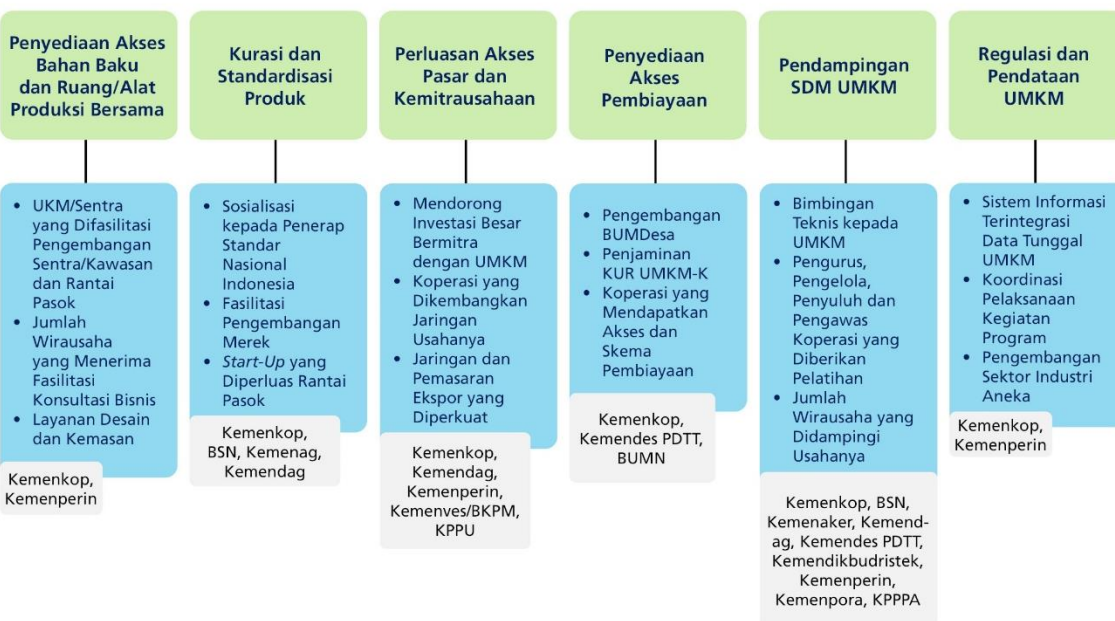 Penyediaan Akses
Bahan Baku
dan Ruang/Alat
Produksi Bersama
• UKM/Sentra
yang Difasilitasi
Pengembangan
Sentra/Kawasan
dan Rantai
Pasok
• Jumlah
Wirausaha
yang Menerima
Fasilitasi
Konsultasi Bisnis
• Layanan Desain
dan Kemasan
Kemenkop,
Kemenperin
Kurasi dan
Standardisasi
Produk
• Sosialisasi
kepada Penerap
Standar
Nasional
Indonesia
• Fasilitasi
Pengembangan
Merek
• Start-Up yang
Diperluas Rantai
Pasok
Kemenkop,
BSN, Kemenag,
Kemendag
Perluasan Akses
Pasar dan
Kemitrausahaan
• Mendorong
Investasi Besar
Bermitra
dengan UMKM
• Koperasi yang
Dikembangkan
Jaringan
Usahanya
• Jaringan dan
Pemasaran
Ekspor yang
Diperkuat
Kemenkop,
Kemendag,
Kemenperin,
Kemenves/BKPM,
KPPU
Penyediaan
Akses
Pembiayaan
• Pengembangan
BUMDesa
• Penjaminan
KUR UMKM-K
• Koperasi yang
Mendapatkan
Akses dan
Skema
Pembiayaan
Kemenkop,
Kemendes PDTT,
BUMN
Pendampingan
SDM UMKM
• Bimbingan
Teknis kepada
UMKM
• Pengurus,
Pengelola,
Penyuluh dan
Pengawas
Koperasi yang
Diberikan
Pelatihan
• Jumlah
Wirausaha yang
Didampingi
Usahanya
Kemenkop, BSN,
Kemenaker, Kemend-
ag, Kemendes PDTT,
Kemendikbudristek,
Kemenperin,
Kemenpora, KPPPA
Regulasi dan
Pendataan
UMKM
• Sistem Informasi
Terintegrasi
Data Tunggal
UMKM
• Koordinasi
Pelaksanaan
Kegiatan
Program
• Pengembangan
Sektor Industri
Aneka
Kemenkop,
Kemenperin